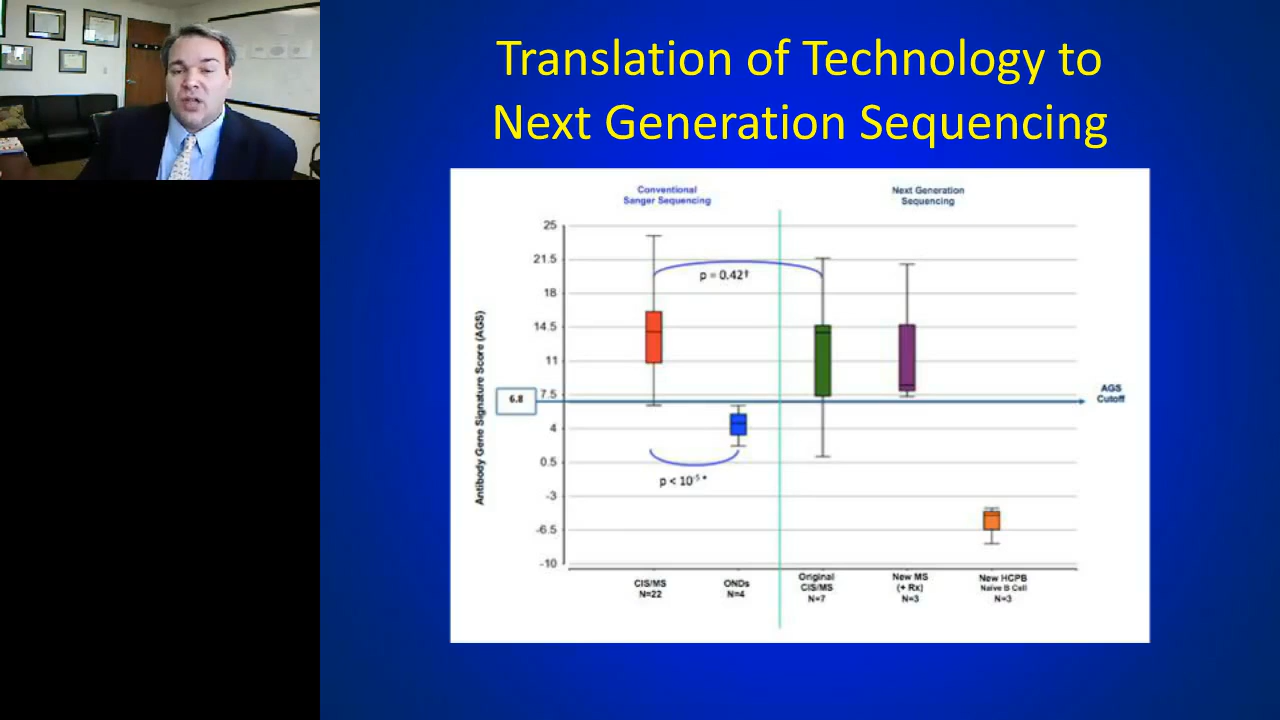 Translation of Technology to
Next Generation Sequencing
Conventional
Sanger Sequencing
Next Generation
Sequencing
25
21.5
18
14.5
11
7.5
4
0.5
-3
-6.5
-10
Antibody Gene Signature Score (AGS)
6.8
p = 0.42†
p < 10⁻⁵ *
AGS
Cutoff
CIS/MS
N=22
ONDs
N=4
Original
CIS/MS
N=7
New MS
(+ Rx)
N=3
New HCPB
Naïve B Cell
N=3